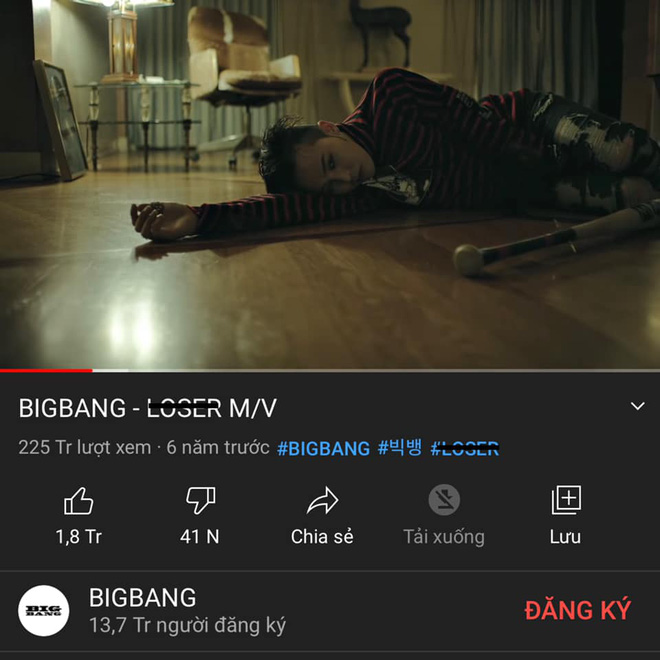 BIGBANG - LOSER M/V
225 Tr lượt xem · 6 năm trước #BIGBANG #빅뱅 #LOSER
1,8 Tr 41 N Chia sẻ Tải xuống Lưu
BIG
BANG
BIGBANG
13,7 Tr người đăng ký
ĐĂNG KÝ